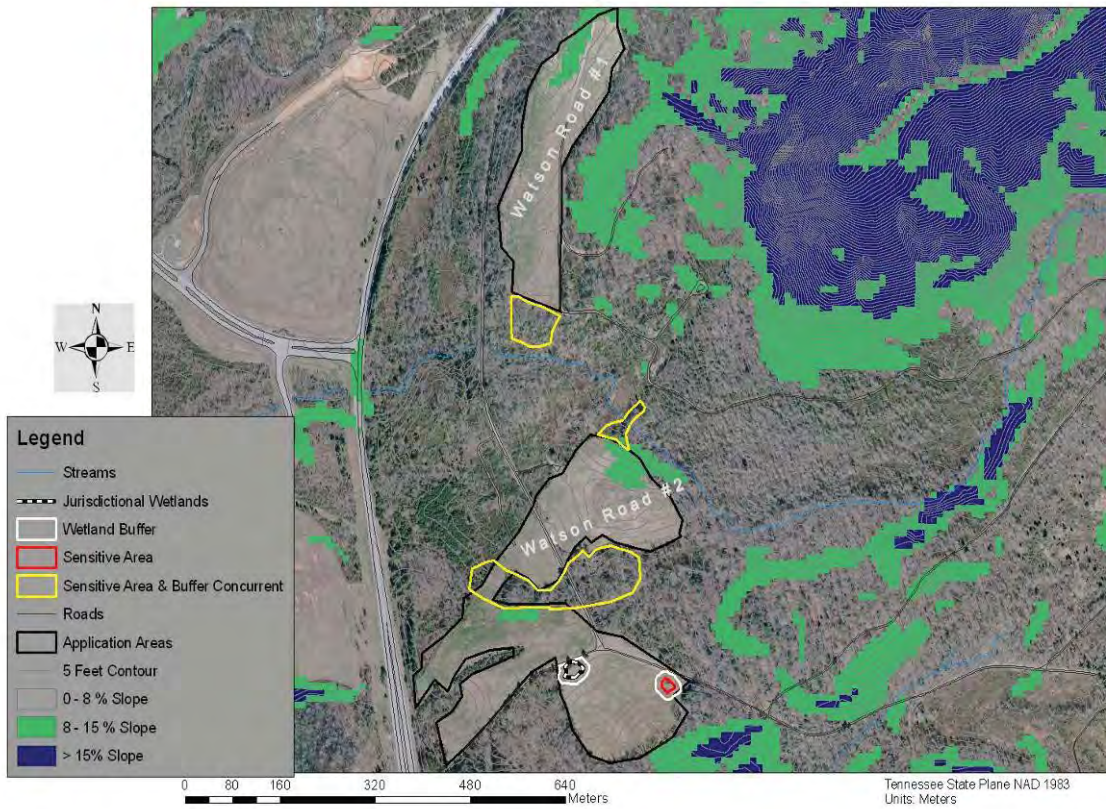 Watson Road #1
N
W E
S
Watson Road #2
Legend
Streams
Jurisdictional Wetlands
Wetland Buffer
Sensitive Area
Sensitive Area & Buffer Concurrent
Roads
Application Areas
5 Feet Contour
0 - 8 % Slope
8 - 15 % Slope
> 15% Slope
0 80 160 320 480 640
Meters
Tennessee State Plane NAD 1983
Units: Meters